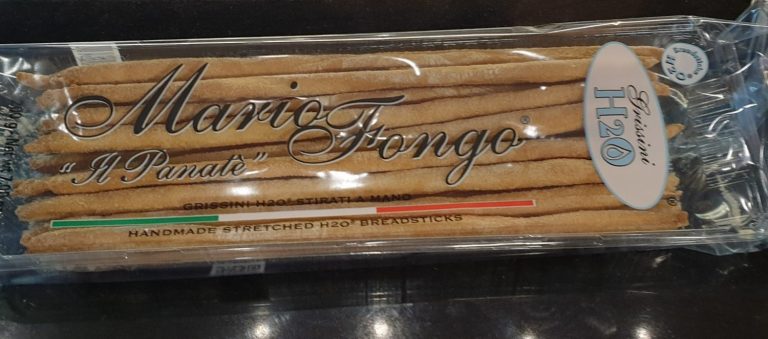 Mario Fongo®
"Il Panatè"
GRISSINI H2O® STIRATI A MANO
HANDMADE STRETCHED H2O® BREADSTICKS
Grissini
H2O
®